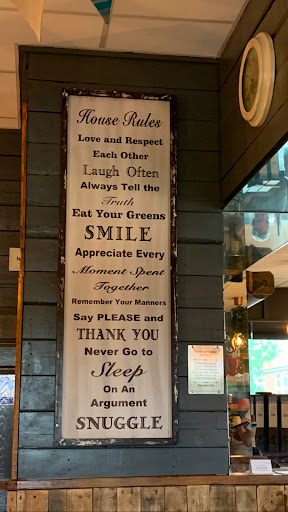 House Rules
Love and Respect
Each Other
Laugh Often
Always Tell the
Truth
Eat Your Greens
SMILE
Appreciate Every
Moment Spent
Together
Remember Your Manners
Say PLEASE and
THANK YOU
Never Go to
Sleep
On An
Argument
SNUGGLE